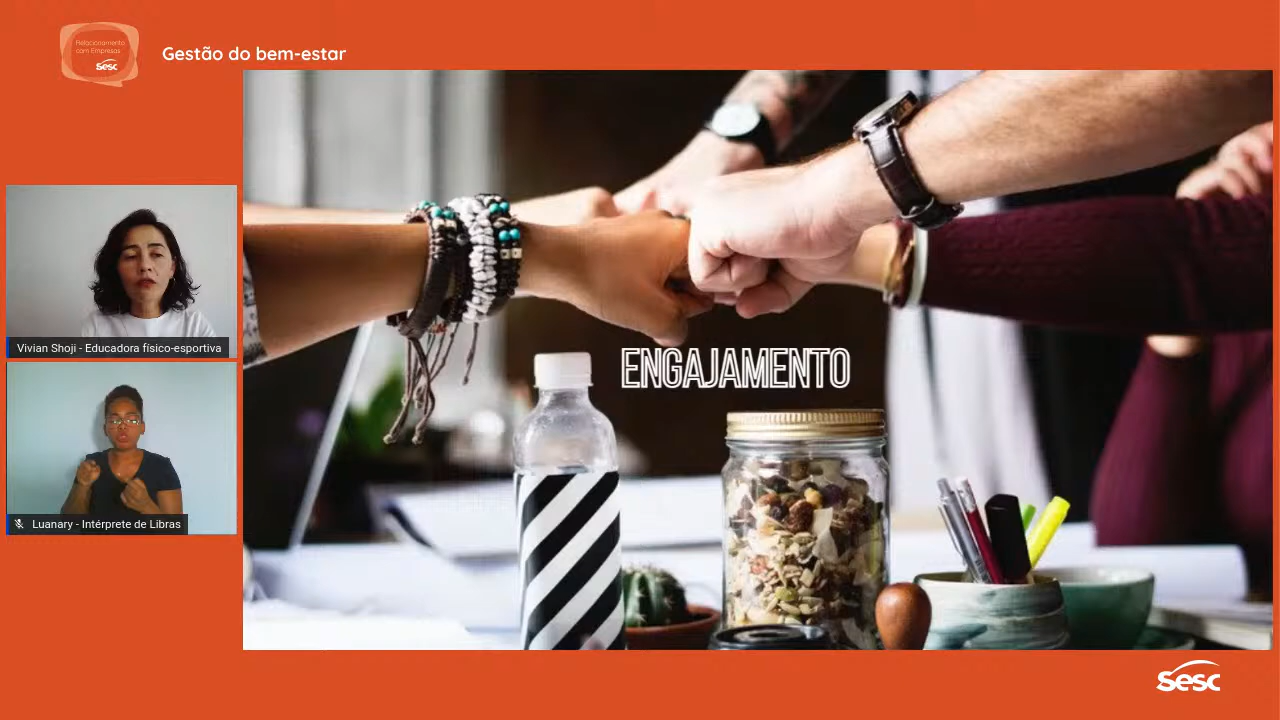 Relacionamento
com Empresas
Sesc
Gestão do bem-estar
Vivian Shoji - Educadora físico-esportiva
Luanary - Intérprete de Libras
ENGAJAMENTO
Sesc